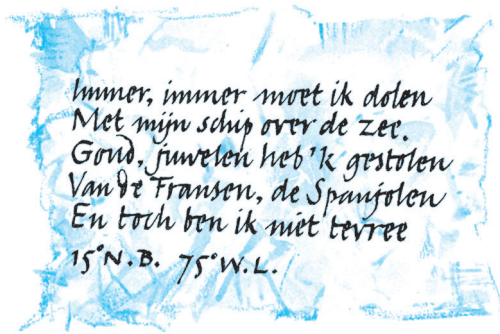 Immer, immer moet ik dolen
Met mijn schip over de zee.
Goud, juwelen heb'k gestolen
Van de Fransen, de Spanjolen
En toch ben ik niet tevree
15° N.B. 75° W.L.